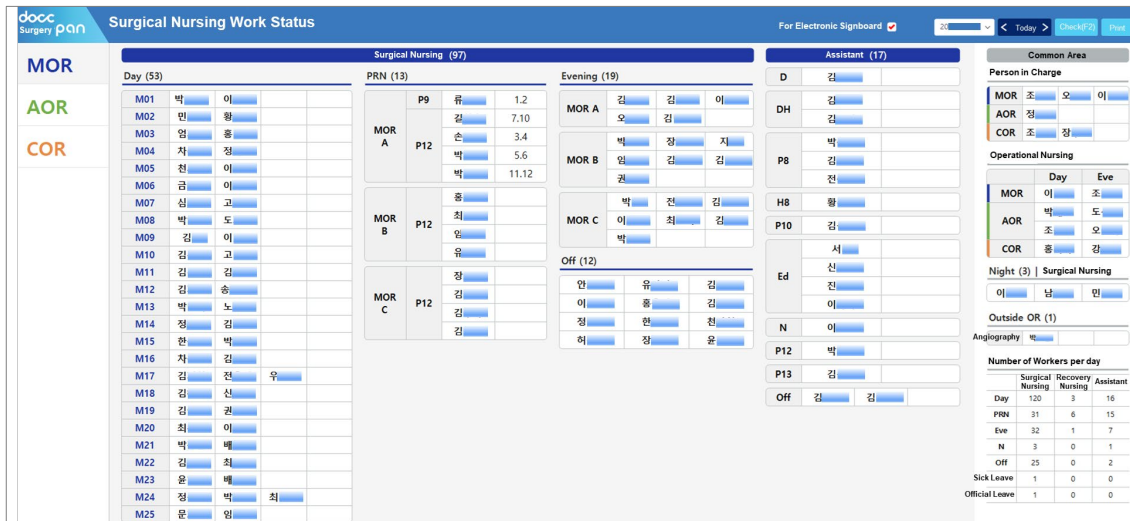 docc
Surgery pan
Surgical Nursing Work Status
For Electronic Signboard
20
< Today >
Check(F2)
Print
MOR
AOR
COR
Surgical Nursing (97)
Day (53)
M01 박 이
M02 민 황
M03 엄 홍
M04 차 정
M05 천 이
M06 금 이
M07 심 고
M08 박 도
M09 김 이
M10 김 고
M11 김 김
M12 김 송
M13 박 노
M14 정 김
M15 한 박
M16 차 김
M17 김 전 우
M18 김 신
M19 김 권
M20 최 이
M21 박 배
M22 김 최
M23 윤 배
M24 정 박 최
M25 문 임
PRN (13)
MOR A
P9 류 1.2
P12 길 7.10
손 3.4
박 5.6
박 11.12
MOR B
P12 홍
최
임
유
MOR C
P12 장
김
김
김
Evening (19)
MOR A 김 김 이
오 김
MOR B 박 장 지
임 김 김
권
MOR C 박 전 김
이 최 김
박
Off (12)
안 유 김
이 홍 김
정 한 천
허 장 윤
Assistant (17)
D 김
DH 김
김
P8 박
김
전
H8 황
P10 김
Ed 서
신
진
이
N 이
P12 박
P13 김
Off 김 김
Common Area
Person in Charge
MOR 조 오 이
AOR 정
COR 조 장
Operational Nursing
Day Eve
MOR 이 조
AOR 박 도
조 오
COR 홍 강
Night (3) | Surgical Nursing
이 남 민
Outside OR (1)
Angiography 박
Number of Workers per day
Surgical Nursing Recovery Nursing Assistant
Day 120 3 16
PRN 31 6 15
Eve 32 1 7
N 3 0 1
Off 25 0 2
Sick Leave 1 0 0
Official Leave 1 0 0